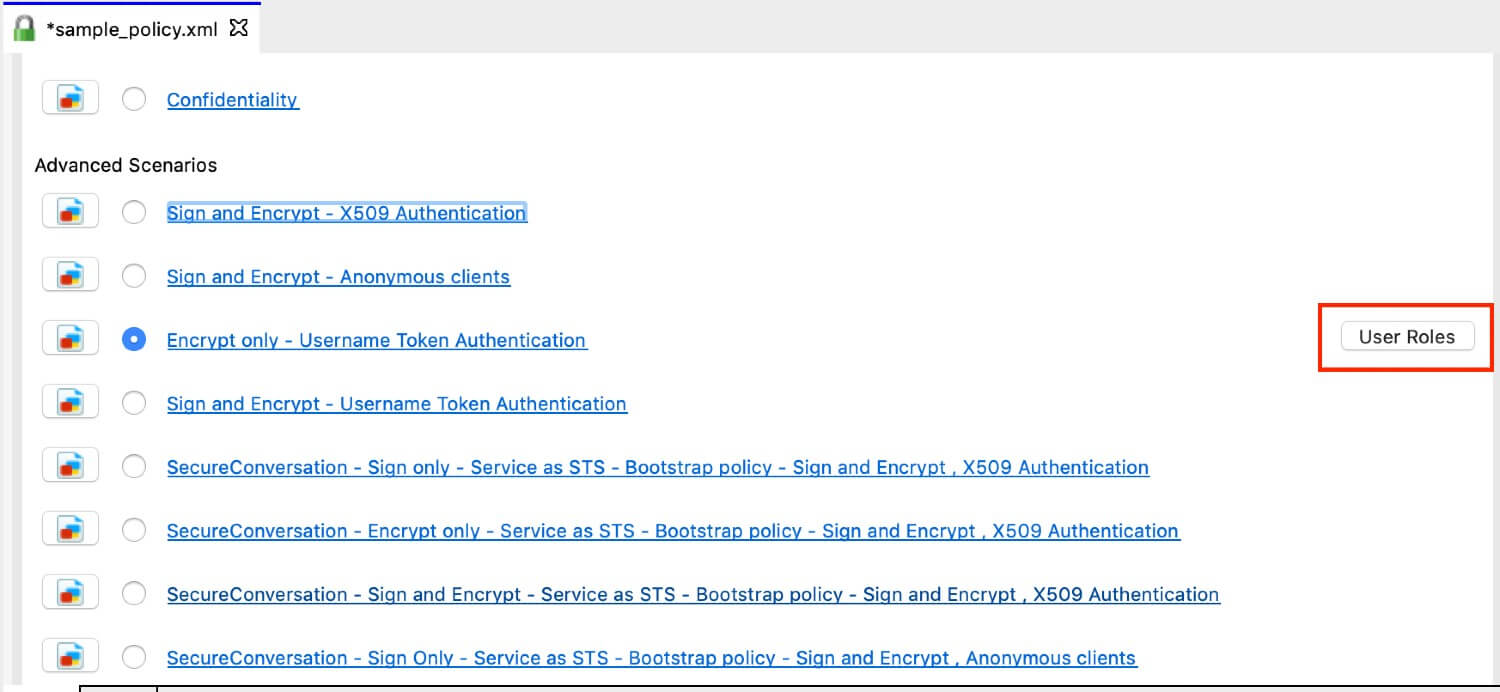 *sample_policy.xml
Confidentiality
Advanced Scenarios
Sign and Encrypt - X509 Authentication
Sign and Encrypt - Anonymous clients
Encrypt only - Username Token Authentication
User Roles
Sign and Encrypt - Username Token Authentication
SecureConversation - Sign only - Service as STS - Bootstrap policy - Sign and Encrypt , X509 Authentication
SecureConversation - Encrypt only - Service as STS - Bootstrap policy - Sign and Encrypt , X509 Authentication
SecureConversation - Sign and Encrypt - Service as STS - Bootstrap policy - Sign and Encrypt , X509 Authentication
SecureConversation - Sign Only - Service as STS - Bootstrap policy - Sign and Encrypt , Anonymous clients